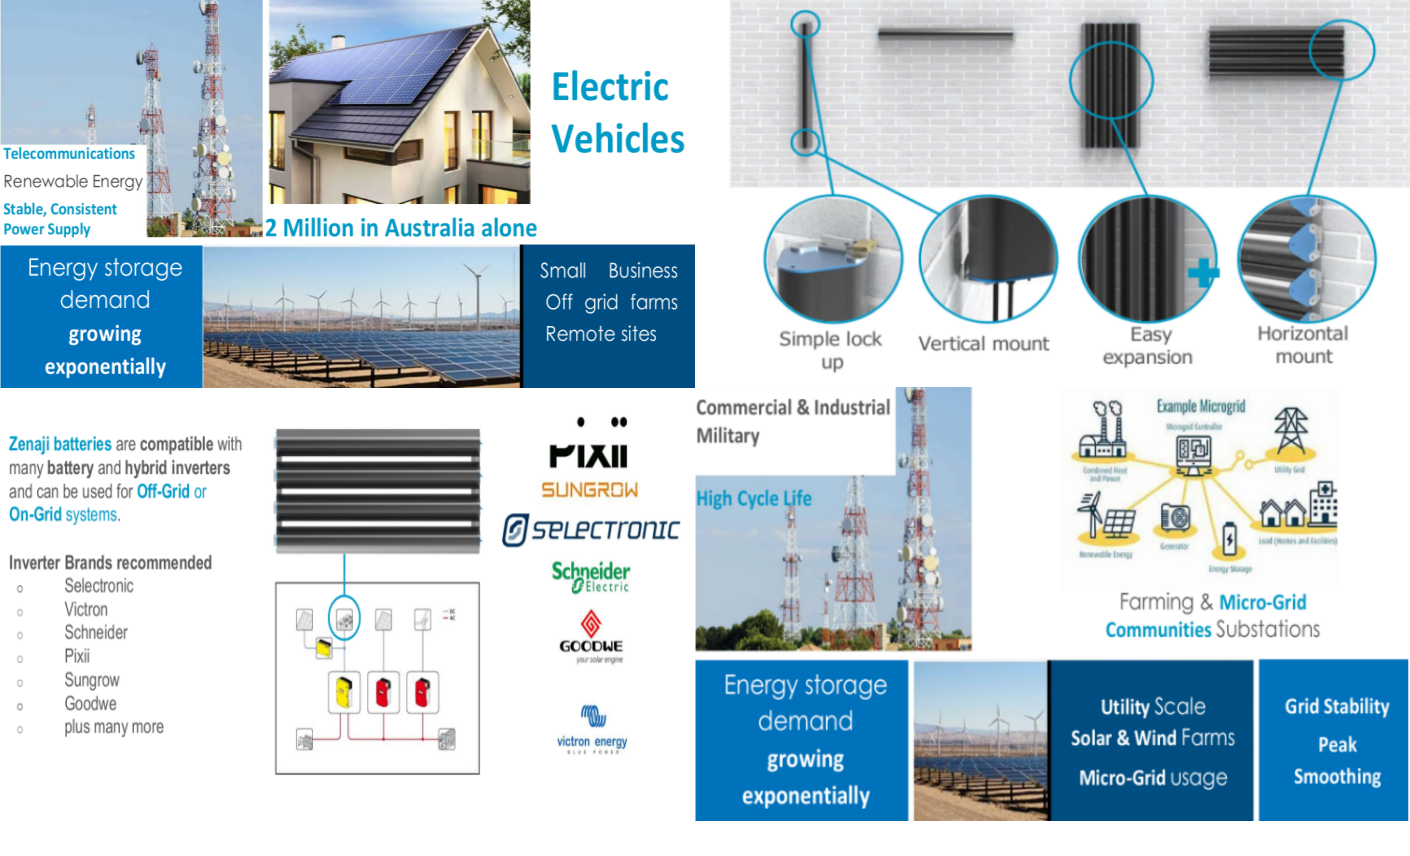 Telecommunications
Renewable Energy
Stable, Consistent
Power Supply
2 Million in Australia alone
Electric
Vehicles
Energy storage
demand
growing
exponentially
Small Business
Off grid farms
Remote sites
Simple lock
up
Vertical mount
Easy
expansion
Horizontal
mount
Zenaji batteries are compatible with
many battery and hybrid inverters
and can be used for Off-Grid or
On-Grid systems.
Inverter Brands recommended
o Selectronic
o Victron
o Schneider
o Pixii
o Sungrow
o Goodwe
o plus many more
PIXII
SUNGROW
SELECTRONIC
Schneider
Electric
GOODWE
your solar engine
victron energy
BLUE POWER
Commercial & Industrial
Military
High Cycle Life
Example Microgrid
Microgrid Controller
Combined Heat
and Power
Utility Grid
Renewable Energy
Generator
Energy Storage
Load (Homes and Facilities)
Farming & Micro-Grid
Communities Substations
Energy storage
demand
growing
exponentially
Utility Scale
Solar & Wind Farms
Micro-Grid usage
Grid Stability
Peak
Smoothing